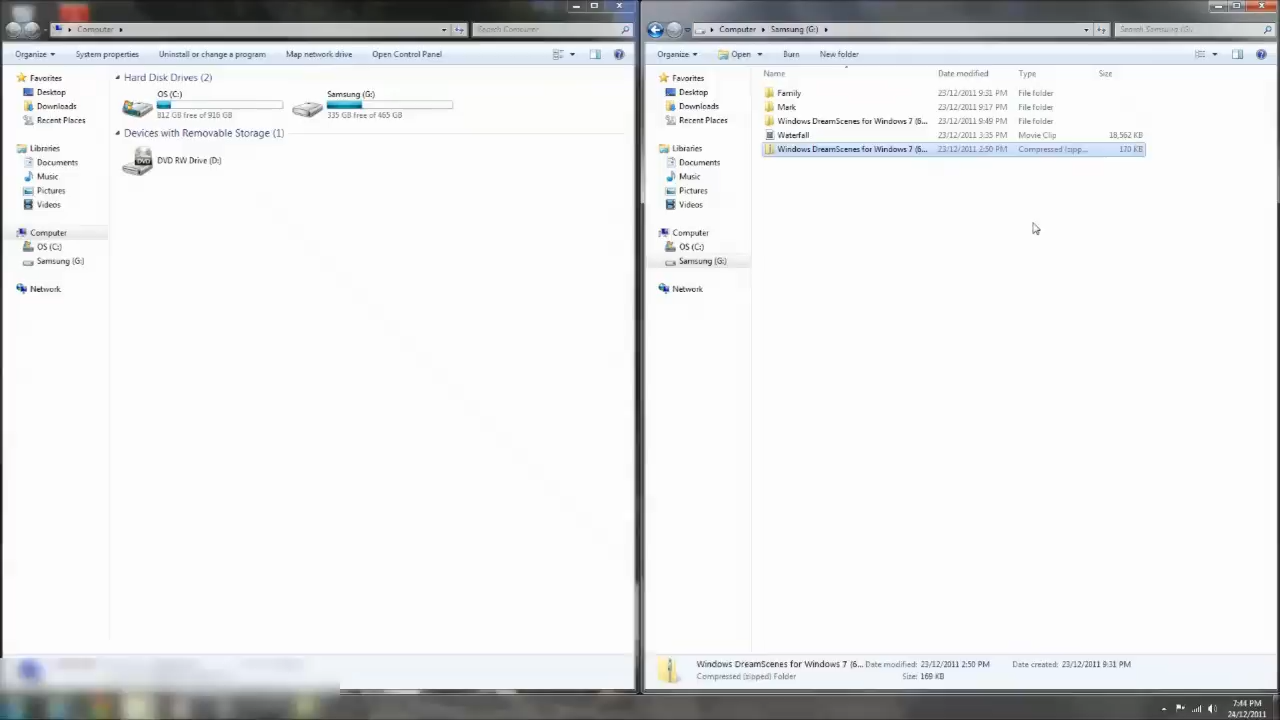 Computer
Search Computer
Organize
System properties
Uninstall or change a program
Map network drive
Open Control Panel
Favorites
Desktop
Downloads
Recent Places
Libraries
Documents
Music
Pictures
Videos
Computer
OS (C:)
Samsung (G:)
Network
Hard Disk Drives (2)
OS (C:)
812 GB free of 916 GB
Samsung (G:)
335 GB free of 465 GB
Devices with Removable Storage (1)
DVD RW Drive (D:)
Computer
Samsung (G:)
Search Samsung (G:)
Organize
Open
Burn
New folder
Favorites
Desktop
Downloads
Recent Places
Libraries
Documents
Music
Pictures
Videos
Computer
OS (C:)
Samsung (G:)
Network
Name Date modified Type Size
Family 23/12/2011 9:31 PM File folder
Mark 23/12/2011 9:17 PM File folder
Windows DreamScenes for Windows 7 (6... 23/12/2011 9:49 PM File folder
Waterfall 23/12/2011 3:35 PM Movie Clip 18,562 KB
Windows DreamScenes for Windows 7 (6... 23/12/2011 2:50 PM Compressed (zipp... 170 KB
Windows DreamScenes for Windows 7 (6... Date modified: 23/12/2011 2:50 PM Date created: 23/12/2011 9:31 PM
Compressed (zipped) Folder Size: 169 KB
7:44 PM
24/12/2011